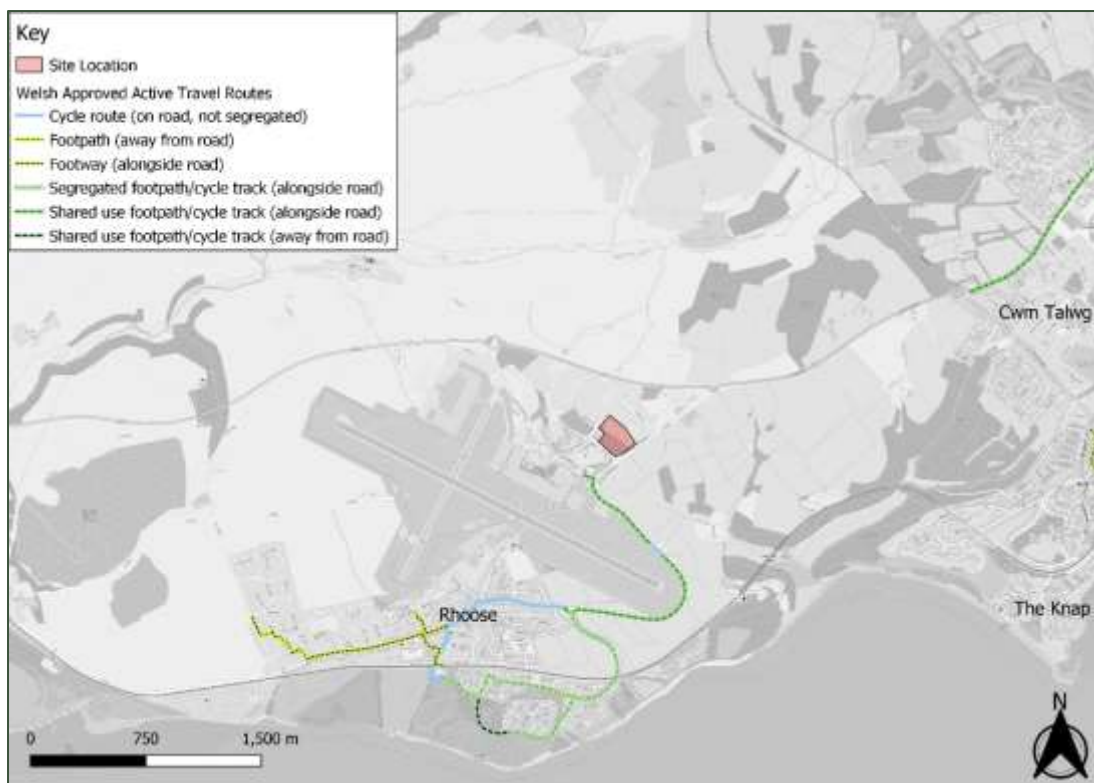 Key
Site Location
Welsh Approved Active Travel Routes
Cycle route (on road, not segregated)
Footpath (away from road)
Footway (alongside road)
Segregated footpath/cycle track (alongside road)
Shared use footpath/cycle track (alongside road)
Shared use footpath/cycle track (away from road)
Cwm Talwg
Rhoose
The Knap
N
0 750 1,500 m